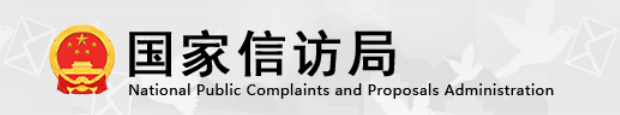 国家信访局
National Public Complaints and Proposals Administration